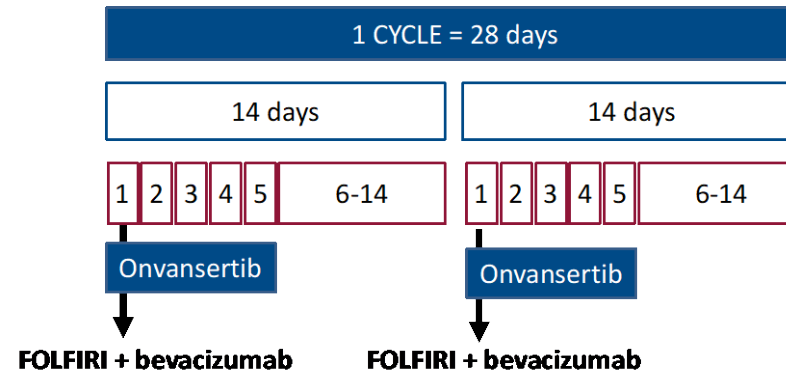 1 CYCLE = 28 days
14 days 14 days
1 2 3 4 5 6-14 1 2 3 4 5 6-14
Onvansertib Onvansertib
FOLFIRI + bevacizumab FOLFIRI + bevacizumab